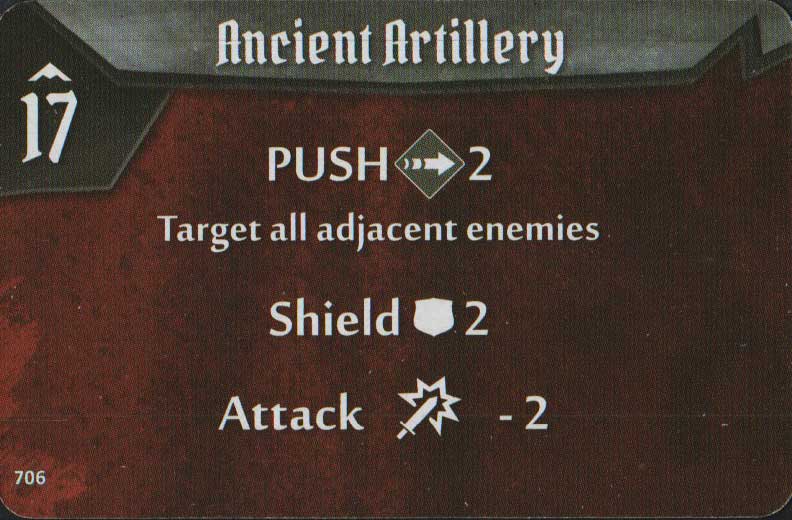 Ancient Artillery
17
PUSH 2
Target all adjacent enemies
Shield 2
Attack - 2
706